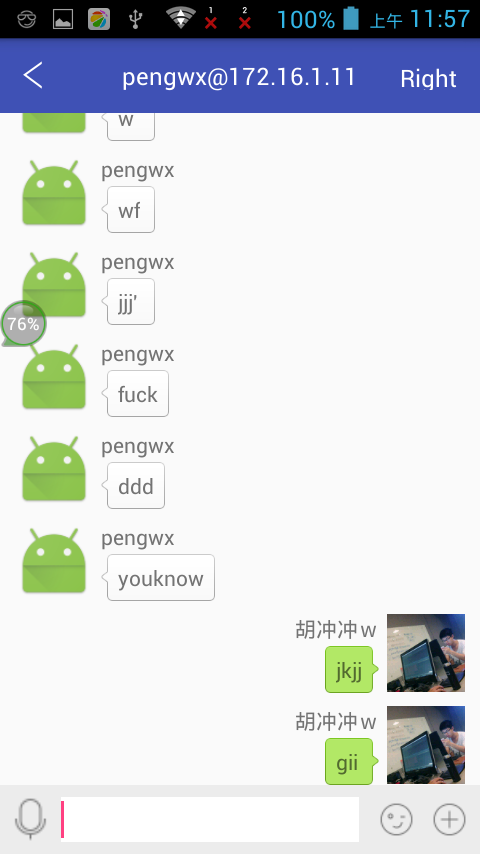 1 2 100% 上午 11:57
pengwx@172.16.1.11 Right
w
pengwx
wf
pengwx
jjj'
76%
pengwx
fuck
pengwx
ddd
pengwx
youknow
胡冲冲w
jkjj
胡冲冲w
gii